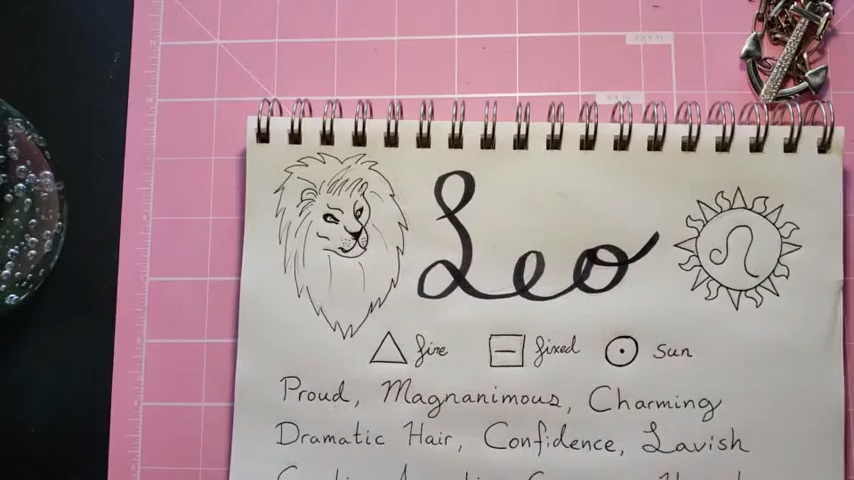 Leo
fire fixed Sun
Proud, Magnanimous, Charming
Dramatic Hair, Confidence, Lavish